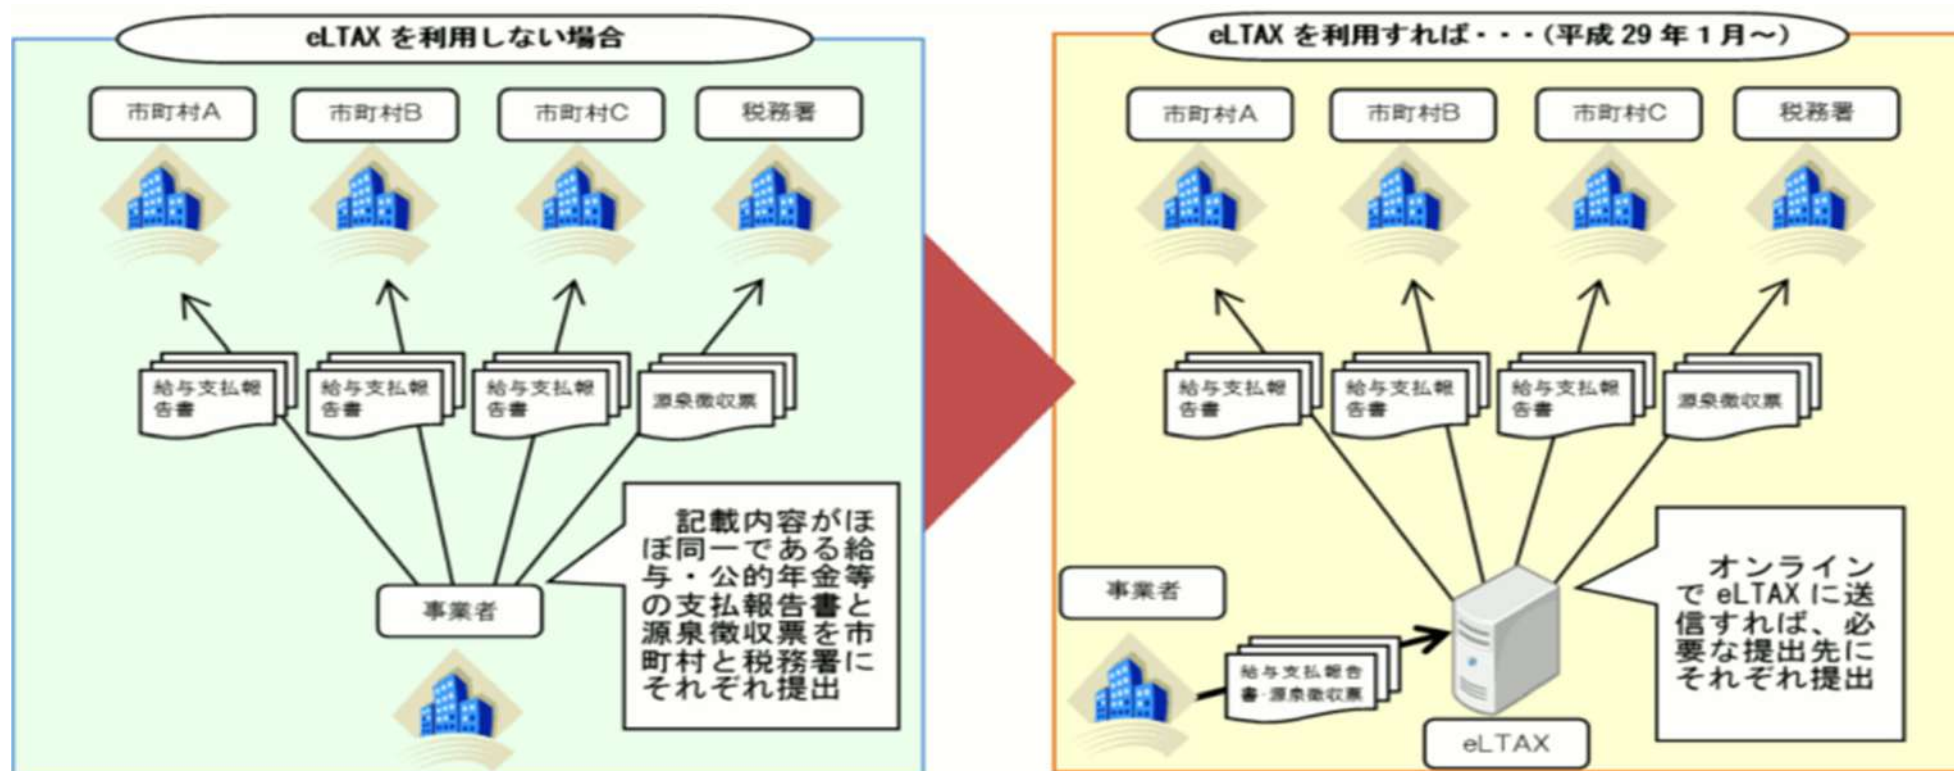 eLTAX を利用しない場合
市町村A
市町村B
市町村C
税務署
給与支払報
告書
給与支払報
告書
給与支払報
告書
源泉徴収票
事業者
記載内容がほ
ぼ同一である給
与・公的年金等
の支払報告書と
源泉徴収票を市
町村と税務署に
それぞれ提出
eLTAX を利用すれば・・・(平成 29 年 1 月～)
市町村A
市町村B
市町村C
税務署
給与支払報
告書
給与支払報
告書
給与支払報
告書
源泉徴収票
事業者
給与支払報告
書・源泉徴収票
eLTAX
オンライン
で eLTAX に送
信すれば、必
要な提出先に
それぞれ提出